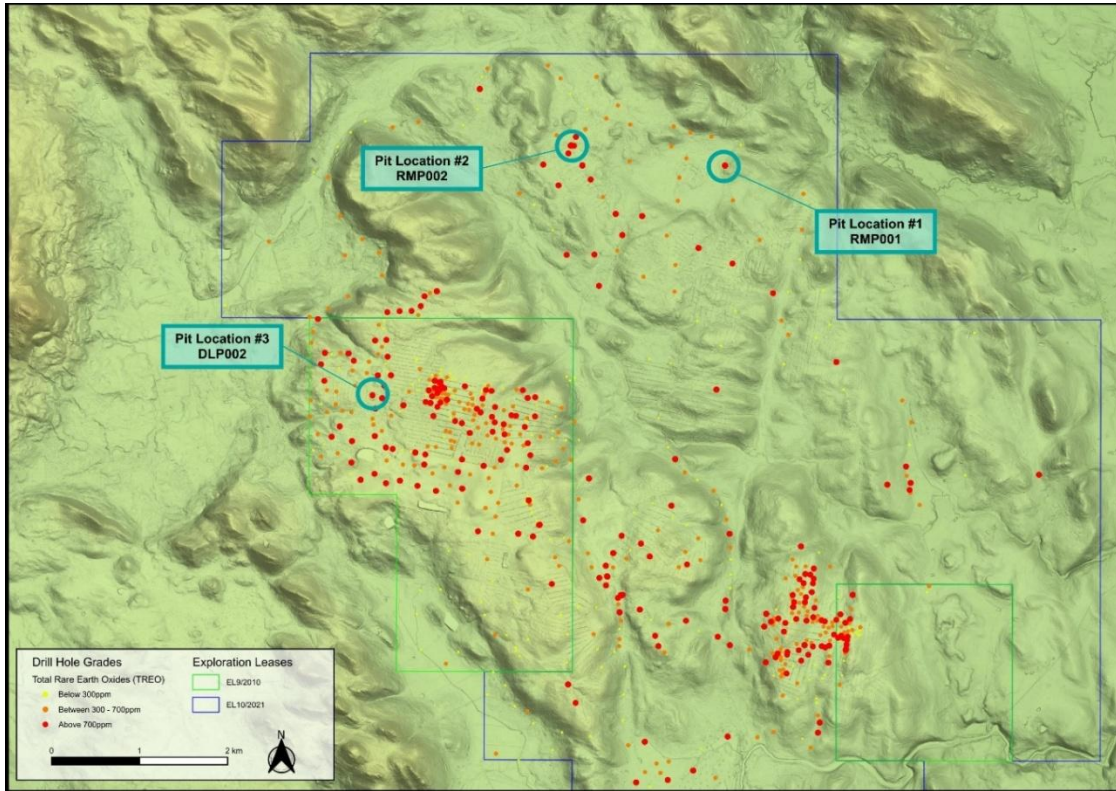 Pit Location #2
RMP002
Pit Location #1
RMP001
Pit Location #3
DLP002
Drill Hole Grades
Total Rare Earth Oxides (TREO)
Below 300ppm
Between 300 - 700ppm
Above 700ppm
Exploration Leases
EL9/2010
EL10/2021
0 1 2 km
N